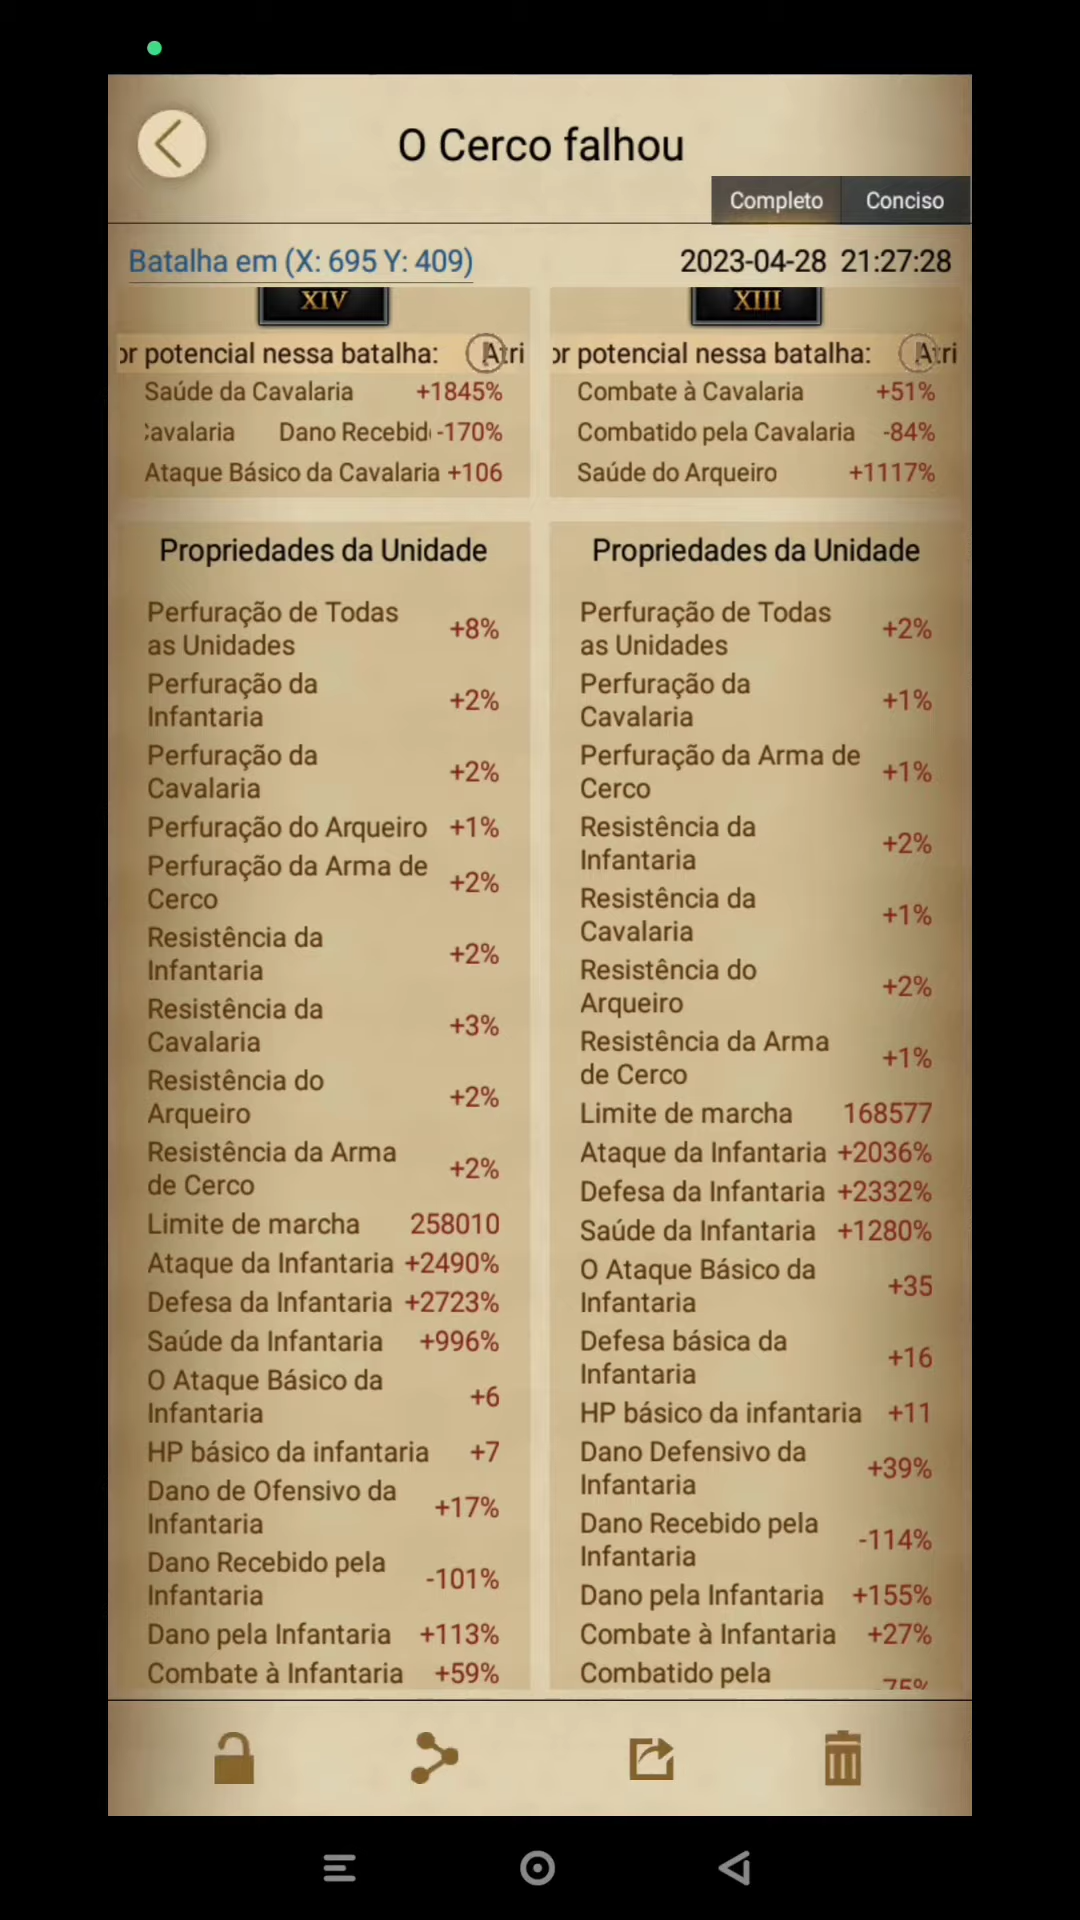 O Cerco falhou
Completo
Conciso
Batalha em (X: 695 Y: 409)
2023-04-28 21:27:28
XIV
or potencial nessa batalha:
Atri
Saúde da Cavalaria +1845%
Cavalaria Dano Recebid -170%
Ataque Básico da Cavalaria +106
Propriedades da Unidade
Perfuração de Todas
as Unidades
+8%
Perfuração da
Infantaria
+2%
Perfuração da
Cavalaria
+2%
Perfuração do Arqueiro +1%
Perfuração da Arma de
Cerco
+2%
Resistência da
Infantaria
+2%
Resistência da
Cavalaria
+3%
Resistência do
Arqueiro
+2%
Resistência da Arma
de Cerco
+2%
Limite de marcha 258010
Ataque da Infantaria +2490%
Defesa da Infantaria +2723%
Saúde da Infantaria +996%
O Ataque Básico da
Infantaria
+6
HP básico da infantaria +7
Dano de Ofensivo da
Infantaria
+17%
Dano Recebido pela
Infantaria
-101%
Dano pela Infantaria +113%
Combate à Infantaria +59%
XIII
or potencial nessa batalha:
Atri
Combate à Cavalaria +51%
Combatido pela Cavalaria -84%
Saúde do Arqueiro +1117%
Propriedades da Unidade
Perfuração de Todas
as Unidades
+2%
Perfuração da
Cavalaria
+1%
Perfuração da Arma de
Cerco
+1%
Resistência da
Infantaria
+2%
Resistência da
Cavalaria
+1%
Resistência do
Arqueiro
+2%
Resistência da Arma
de Cerco
+1%
Limite de marcha 168577
Ataque da Infantaria +2036%
Defesa da Infantaria +2332%
Saúde da Infantaria +1280%
O Ataque Básico da
Infantaria
+35
Defesa básica da
Infantaria
+16
HP básico da infantaria +11
Dano Defensivo da
Infantaria
+39%
Dano Recebido pela
Infantaria
-114%
Dano pela Infantaria +155%
Combate à Infantaria +27%
Combatido pela
75%